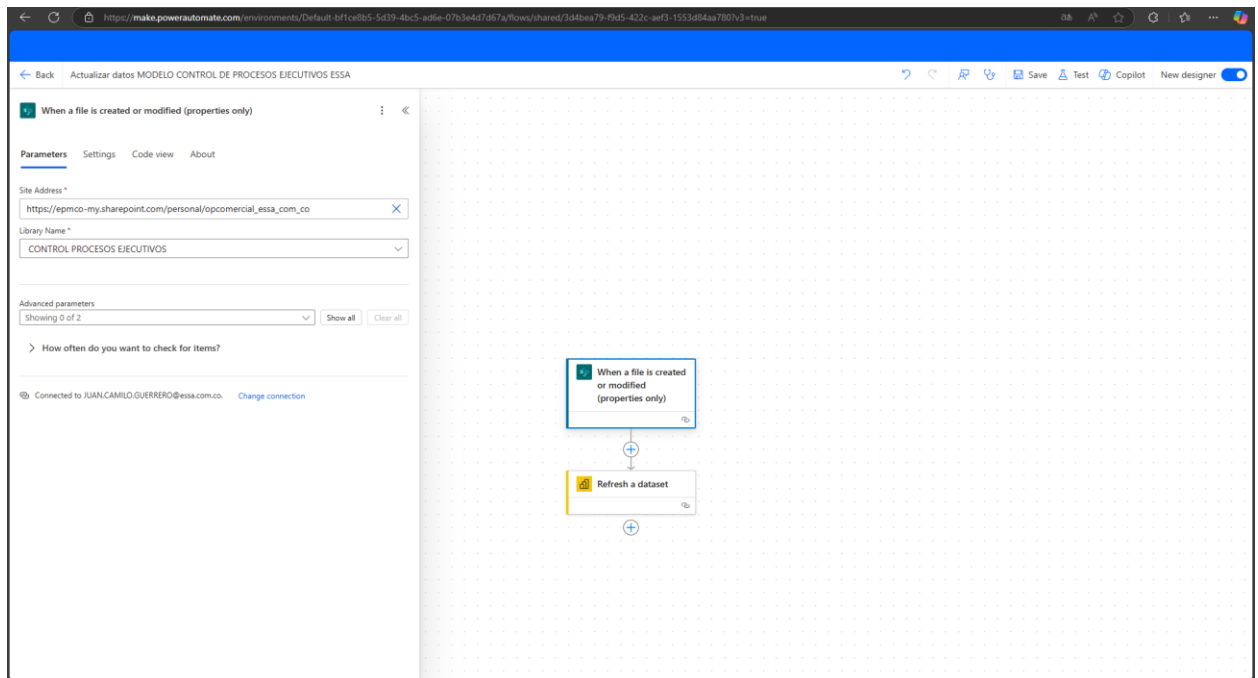 https://make.powerautomate.com/environments/Default-bf1ce8b5-5d39-4bc5-ad6e-07b3e4d7d67a/flows/shared/3d4bea79-f9d5-422c-aef3-1553d84aa780?v3=true
Back Actualizar datos MODELO CONTROL DE PROCESOS EJECUTIVOS ESSA Save Test Copilot New designer
When a file is created or modified (properties only)
Parameters Settings Code view About
Site Address *
https://epmco-my.sharepoint.com/personal/opcomercial_essa_com_co
Library Name *
CONTROL PROCESOS EJECUTIVOS
Advanced parameters
Showing 0 of 2 Show all Clear all
How often do you want to check for items?
Connected to JUAN.CAMILO.GUERRERO@essa.com.co. Change connection
When a file is created
or modified
(properties only)
Refresh a dataset